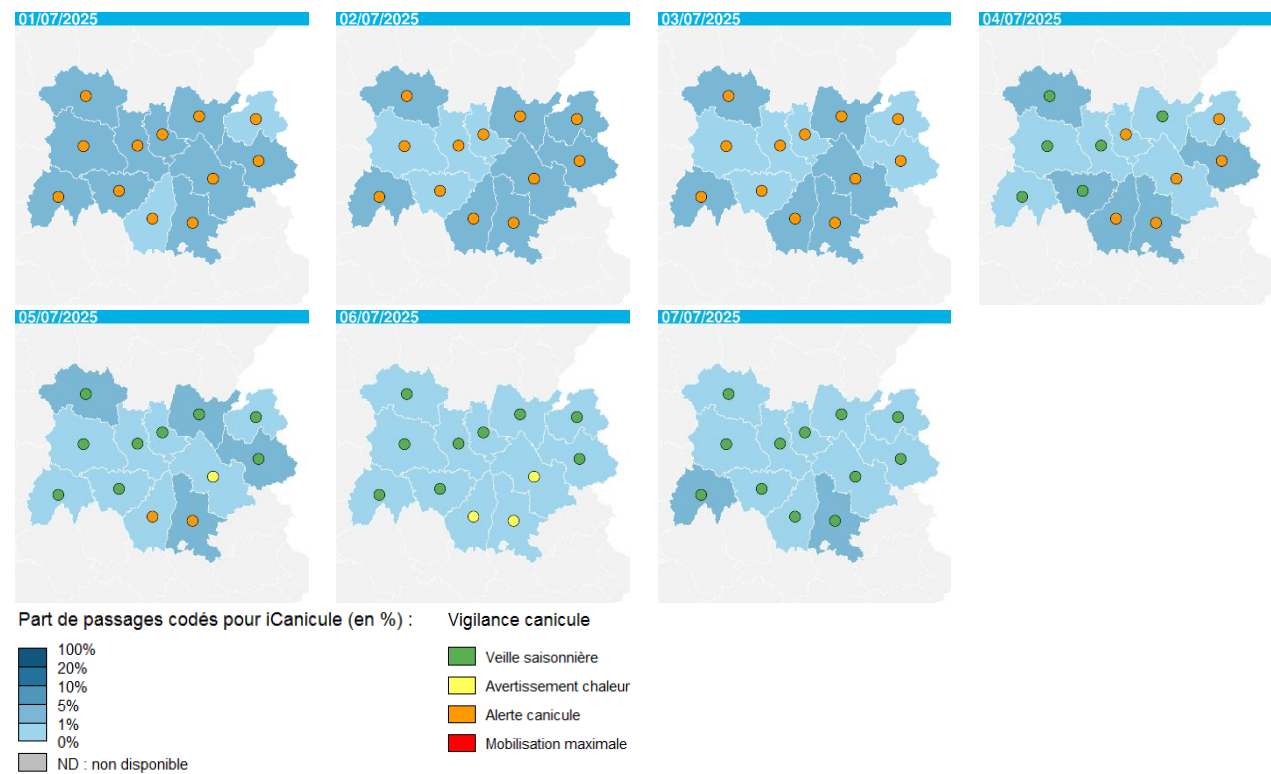 01/07/2025
02/07/2025
03/07/2025
04/07/2025
05/07/2025
06/07/2025
07/07/2025
Part de passages codés pour iCanicule (en %) :
100%
20%
10%
5%
1%
0%
ND : non disponible
Vigilance canicule
Veille saisonnière
Avertissement chaleur
Alerte canicule
Mobilisation maximale